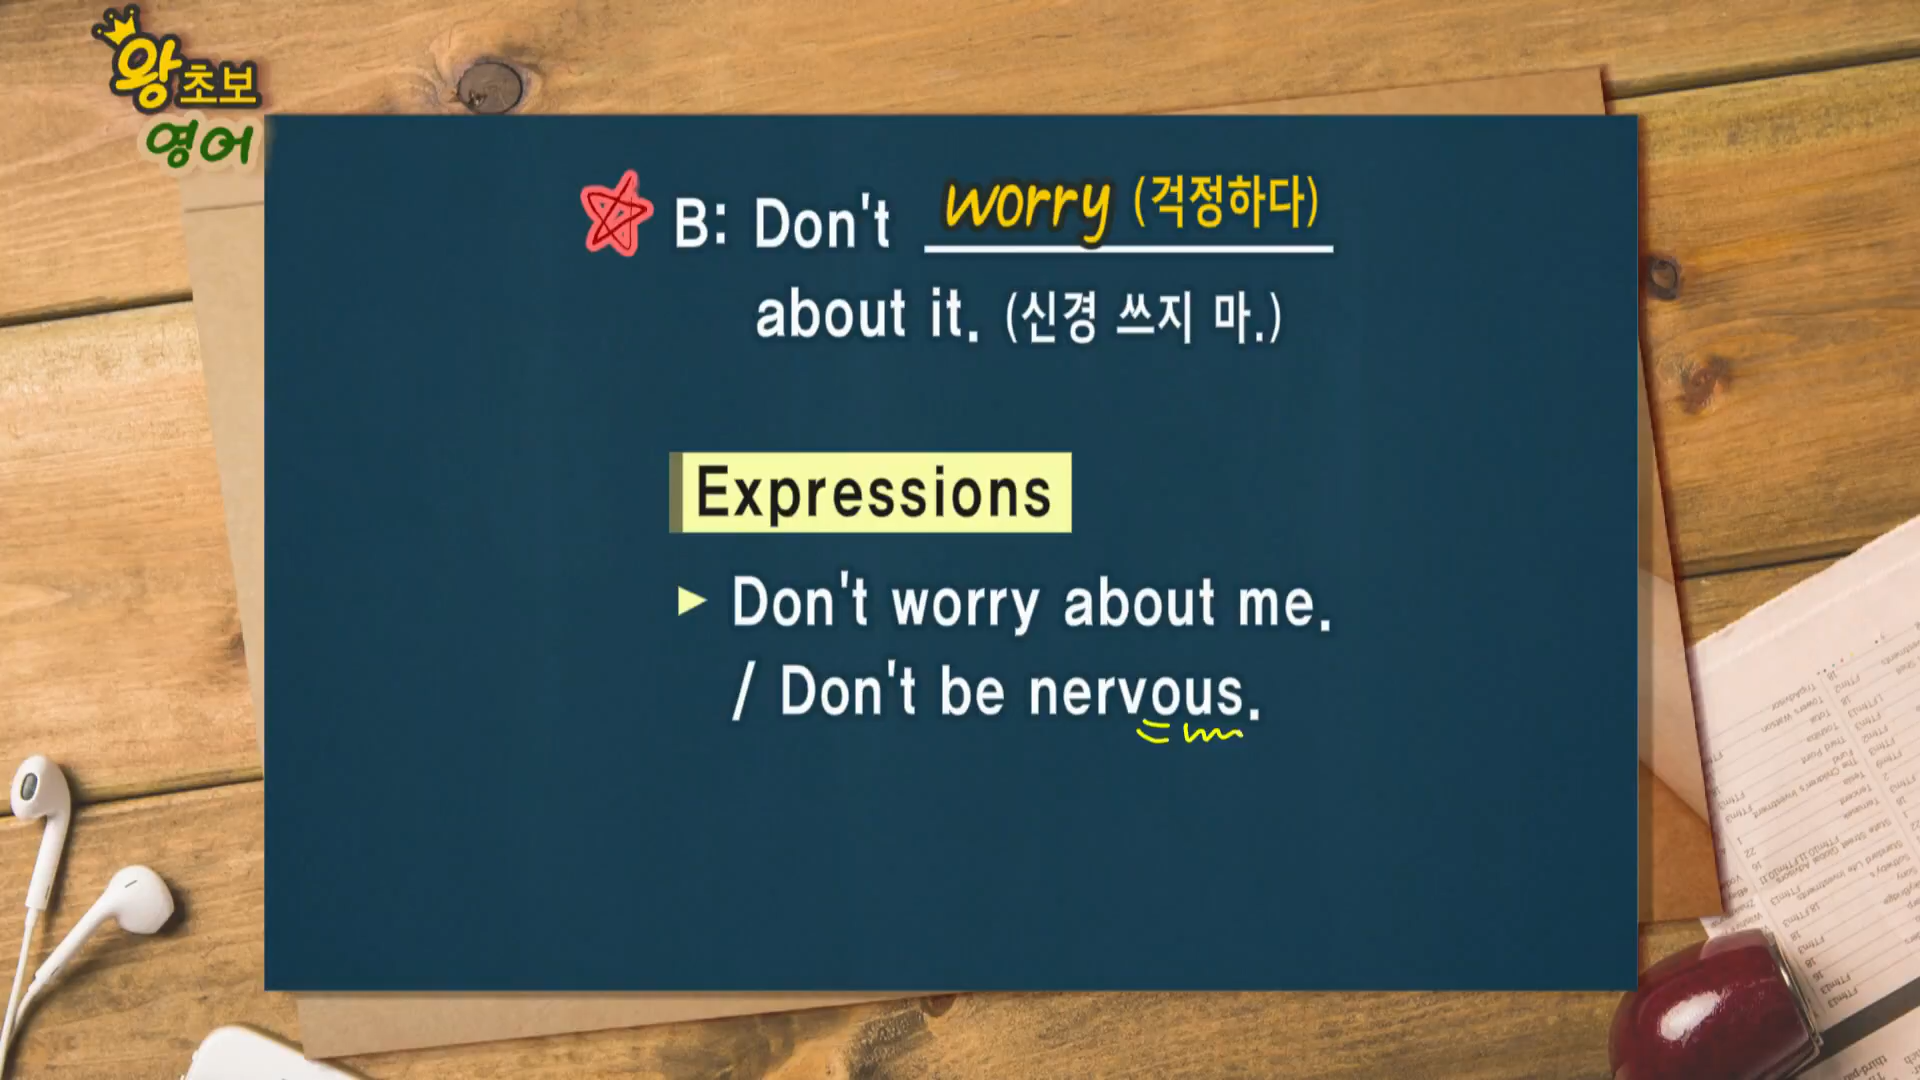 왕초보
영어
B: Don't worry (걱정하다)
about it. (신경 쓰지 마.)
Expressions
▶ Don't worry about me.
/ Don't be nervous.